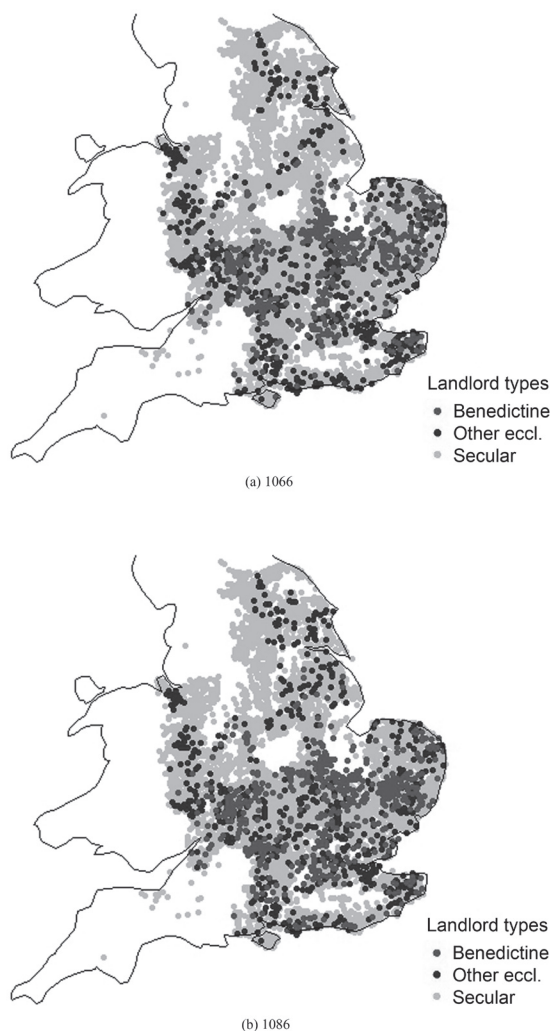 Landlord types
Benedictine
Other eccl.
Secular
(a) 1066
Landlord types
Benedictine
Other eccl.
Secular
(b) 1086